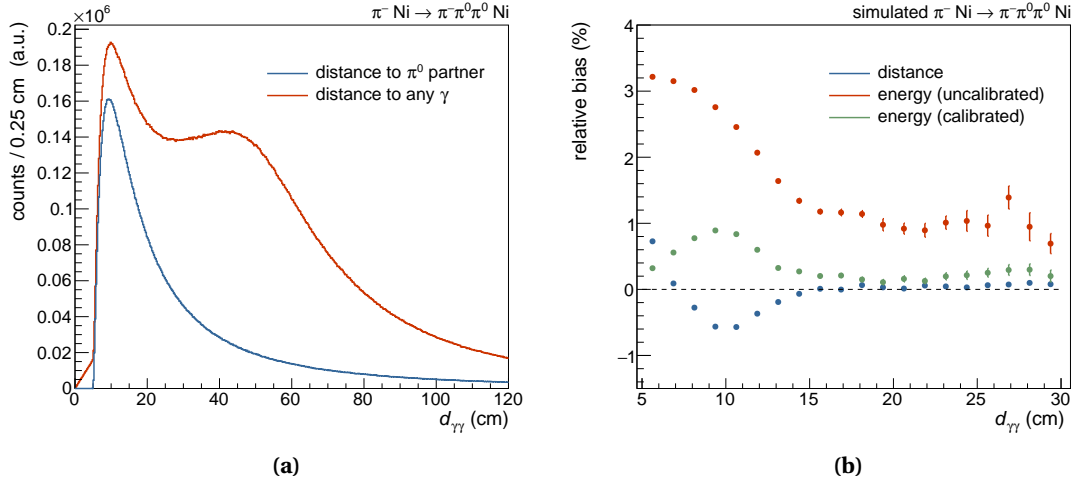 π⁻ Ni → π⁻π⁰π⁰ Ni
×10⁶
counts / 0.25 cm (a.u.)
0.2
0.18
0.16
0.14
0.12
0.1
0.08
0.06
0.04
0.02
0
distance to π⁰ partner
distance to any γ
0 20 40 60 80 100 120
d_γγ (cm)
(a)
simulated π⁻ Ni → π⁻π⁰π⁰ Ni
relative bias (%)
4
3
2
1
0
−1
distance
energy (uncalibrated)
energy (calibrated)
5 10 15 20 25 30
d_γγ (cm)
(b)